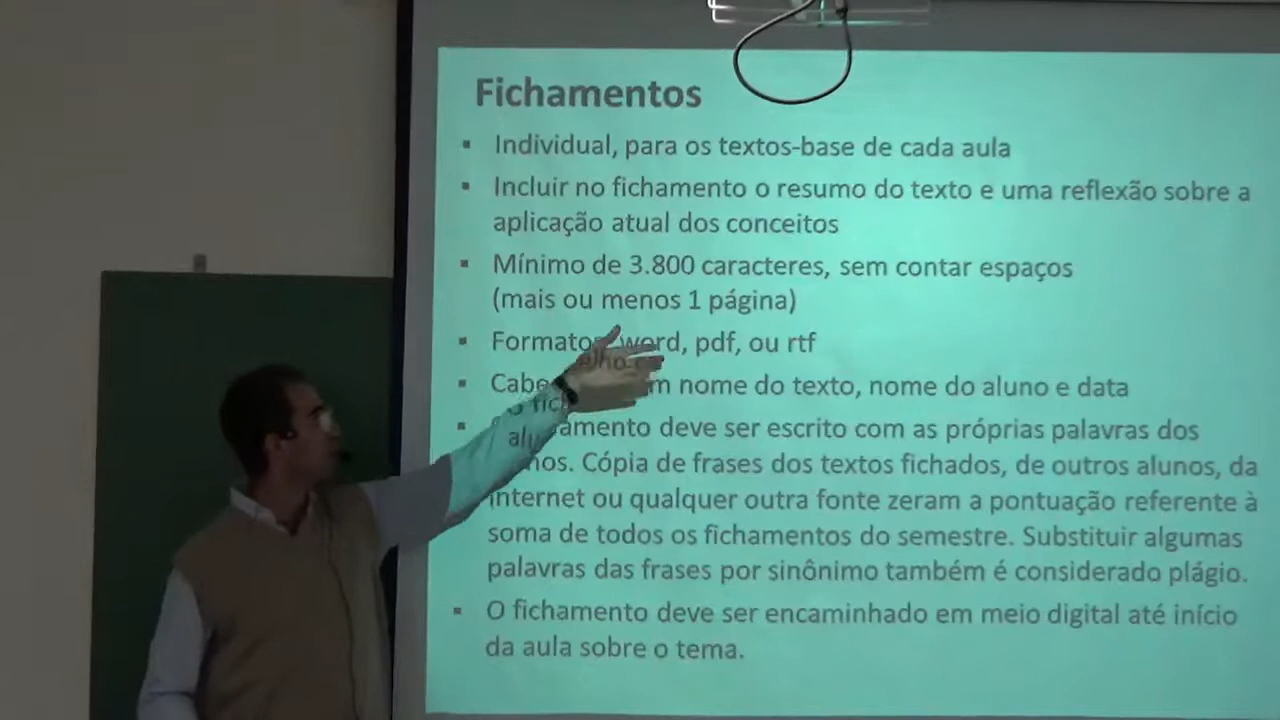 Fichamentos
▪ Individual, para os textos-base de cada aula
▪ Incluir no fichamento o resumo do texto e uma reflexão sobre a
aplicação atual dos conceitos
▪ Mínimo de 3.800 caracteres, sem contar espaços
(mais ou menos 1 página)
▪ Formato word, pdf, ou rtf
▪ nome do texto, nome do aluno e data
▪ deve ser escrito com as próprias palavras dos
Cópia de frases dos textos fichados, de outros alunos, da
internet ou qualquer outra fonte zeram a pontuação referente à
soma de todos os fichamentos do semestre. Substituir algumas
palavras das frases por sinônimo também é considerado plágio.
▪ O fichamento deve ser encaminhado em meio digital até início
da aula sobre o tema.